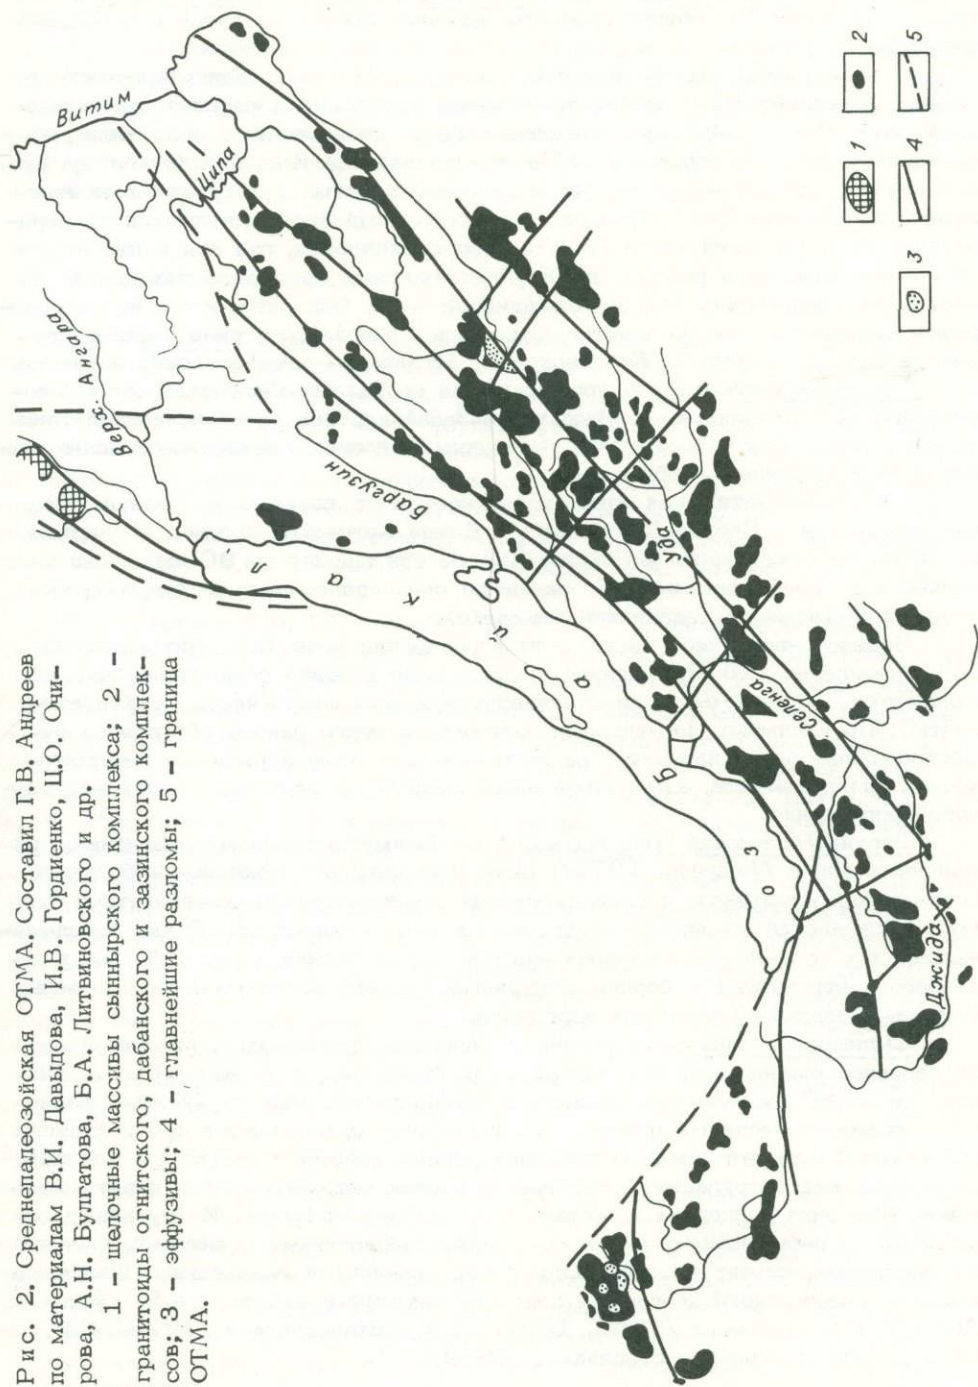 Рис. 2. Среднепалеозойская ОТМА. Составил Г.В. Андреев
по материалам В.И. Давыдова, И.В. Гордиенко, Ц.О. Очи-
рова, А.Н. Булгатова, Б.А. Литвиновского и др.
1 – щелочные массивы сыннырского комплекса; 2 –
гранитоиды огнитского, дабанского и зазинского комплек-
сов; 3 – эффузивы; 4 – главнейшие разломы; 5 – граница
ОТМА.
Витим
Ципа
Верх. Ангара
Баргузин
озБайкал
Уда
Селенга
Джида
1
2
3
4
5